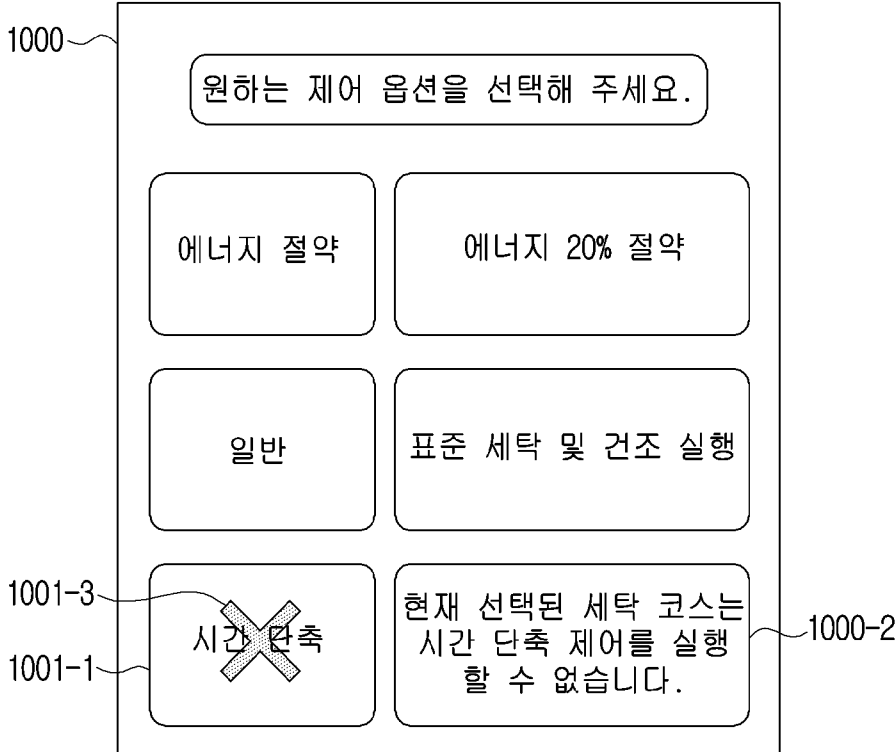 1000
원하는 제어 옵션을 선택해 주세요.
에너지 절약
에너지 20% 절약
일반
표준 세탁 및 건조 실행
1001-3
시간 단축
1001-1
현재 선택된 세탁 코스는
시간 단축 제어를 실행
할 수 없습니다.
1000-2